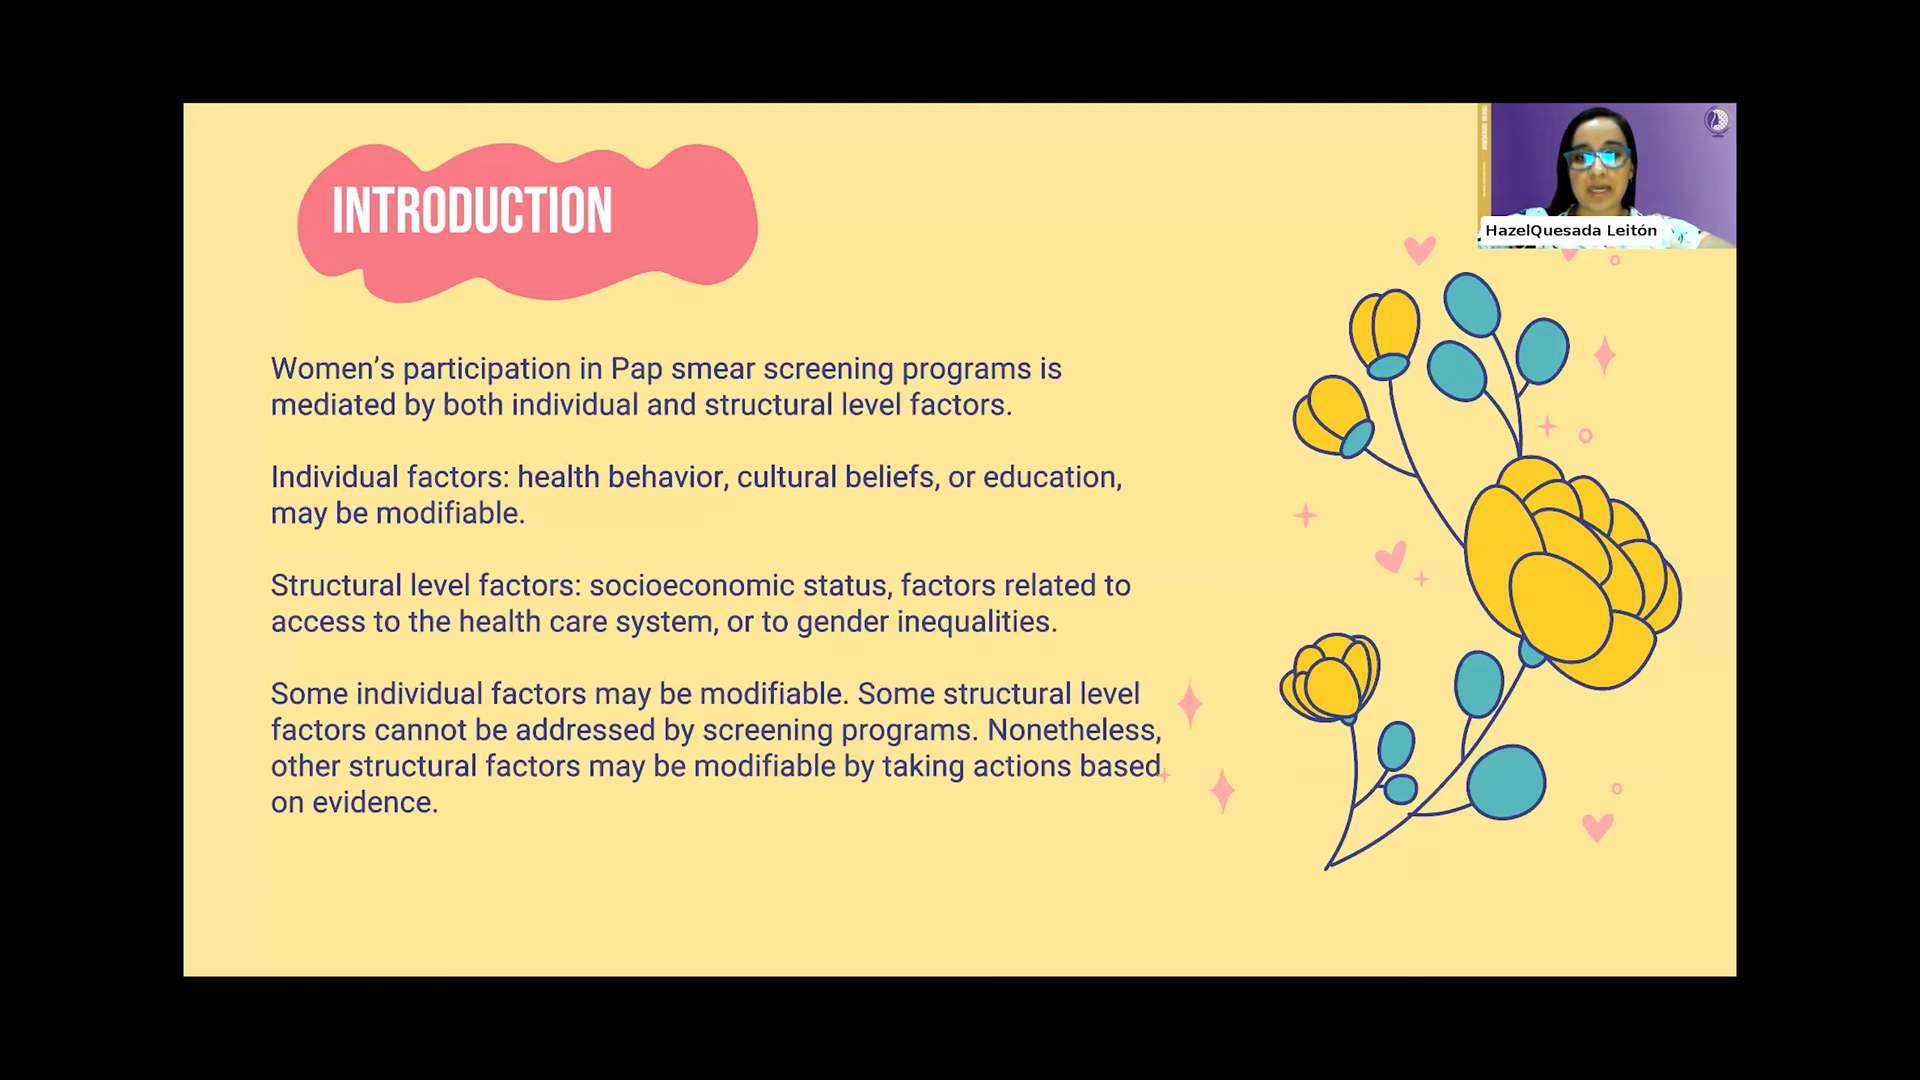 INTRODUCTION
HazelQuesada Leitón
Women’s participation in Pap smear screening programs is
mediated by both individual and structural level factors.
Individual factors: health behavior, cultural beliefs, or education,
may be modifiable.
Structural level factors: socioeconomic status, factors related to
access to the health care system, or to gender inequalities.
Some individual factors may be modifiable. Some structural level
factors cannot be addressed by screening programs. Nonetheless,
other structural factors may be modifiable by taking actions based
on evidence.